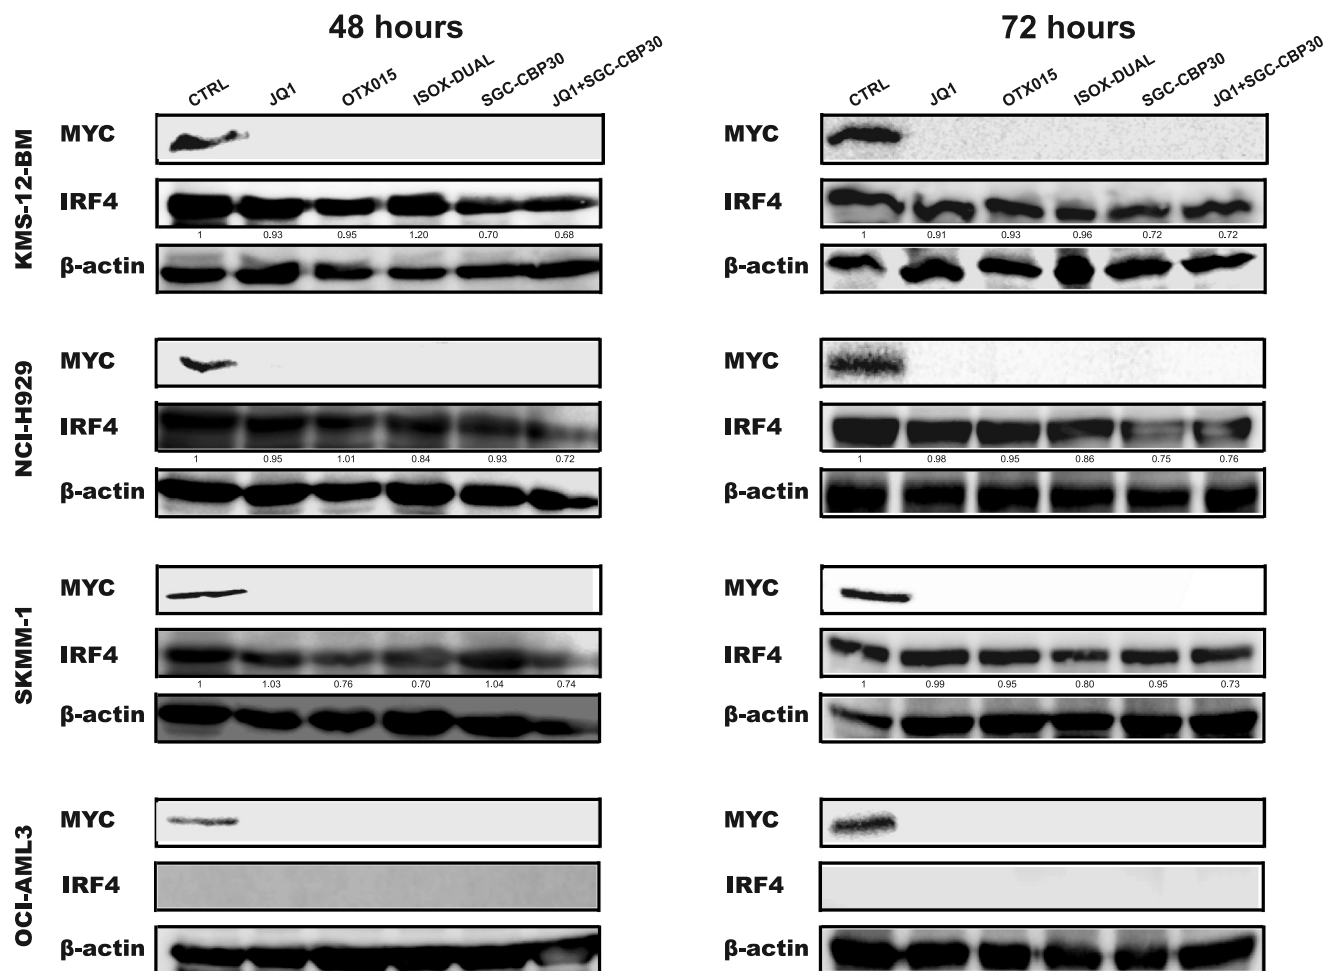 48 hours
72 hours
CTRL JQ1 OTX015 ISOX-DUAL SGC-CBP30 JQ1+SGC-CBP30
CTRL JQ1 OTX015 ISOX-DUAL SGC-CBP30 JQ1+SGC-CBP30
KMS-12-BM
MYC
MYC
IRF4
IRF4
1 0.93 0.95 1.20 0.70 0.68
1 0.91 0.93 0.96 0.72 0.72
β-actin
β-actin
NCI-H929
MYC
MYC
IRF4
IRF4
1 0.95 1.01 0.84 0.93 0.72
1 0.98 0.95 0.86 0.75 0.76
β-actin
β-actin
SKMM-1
MYC
MYC
IRF4
IRF4
1 1.03 0.76 0.70 1.04 0.74
1 0.99 0.95 0.80 0.95 0.73
β-actin
β-actin
OCI-AML3
MYC
MYC
IRF4
IRF4
β-actin
β-actin